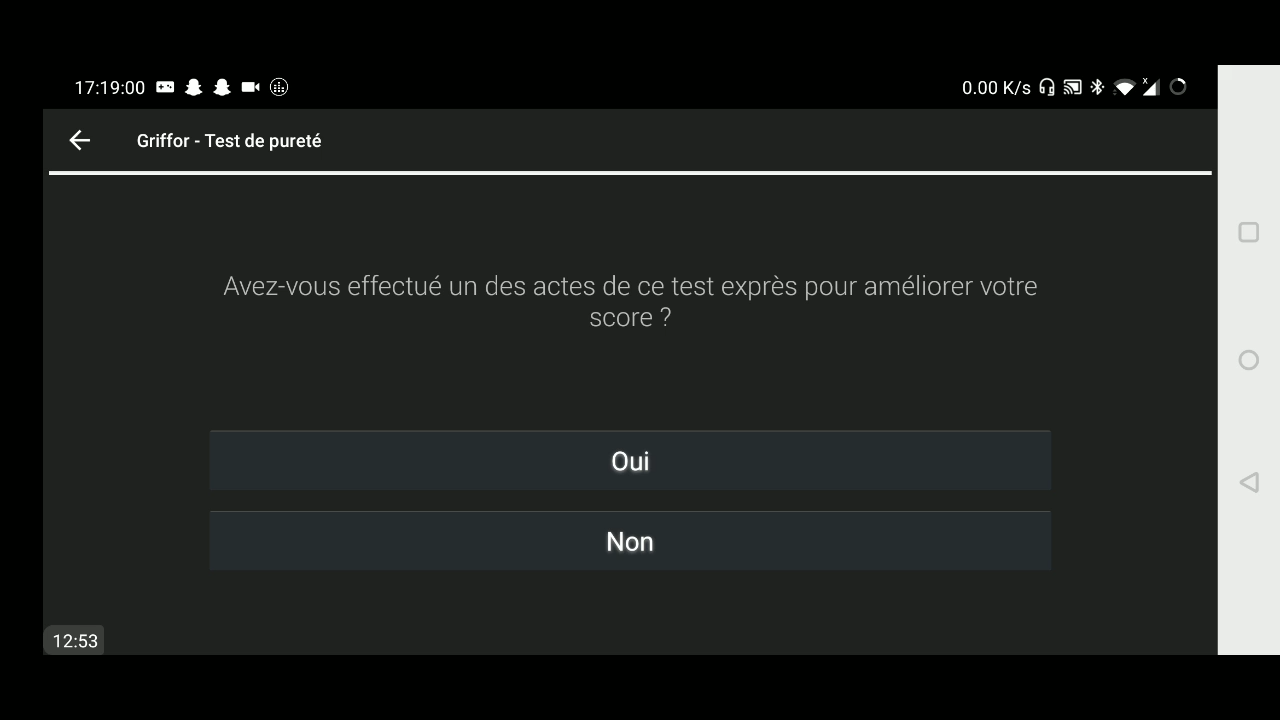 17:19:00
0.00 K/s
x
Griffor - Test de pureté
Avez-vous effectué un des actes de ce test exprès pour améliorer votre
score ?
Oui
Non
12:53